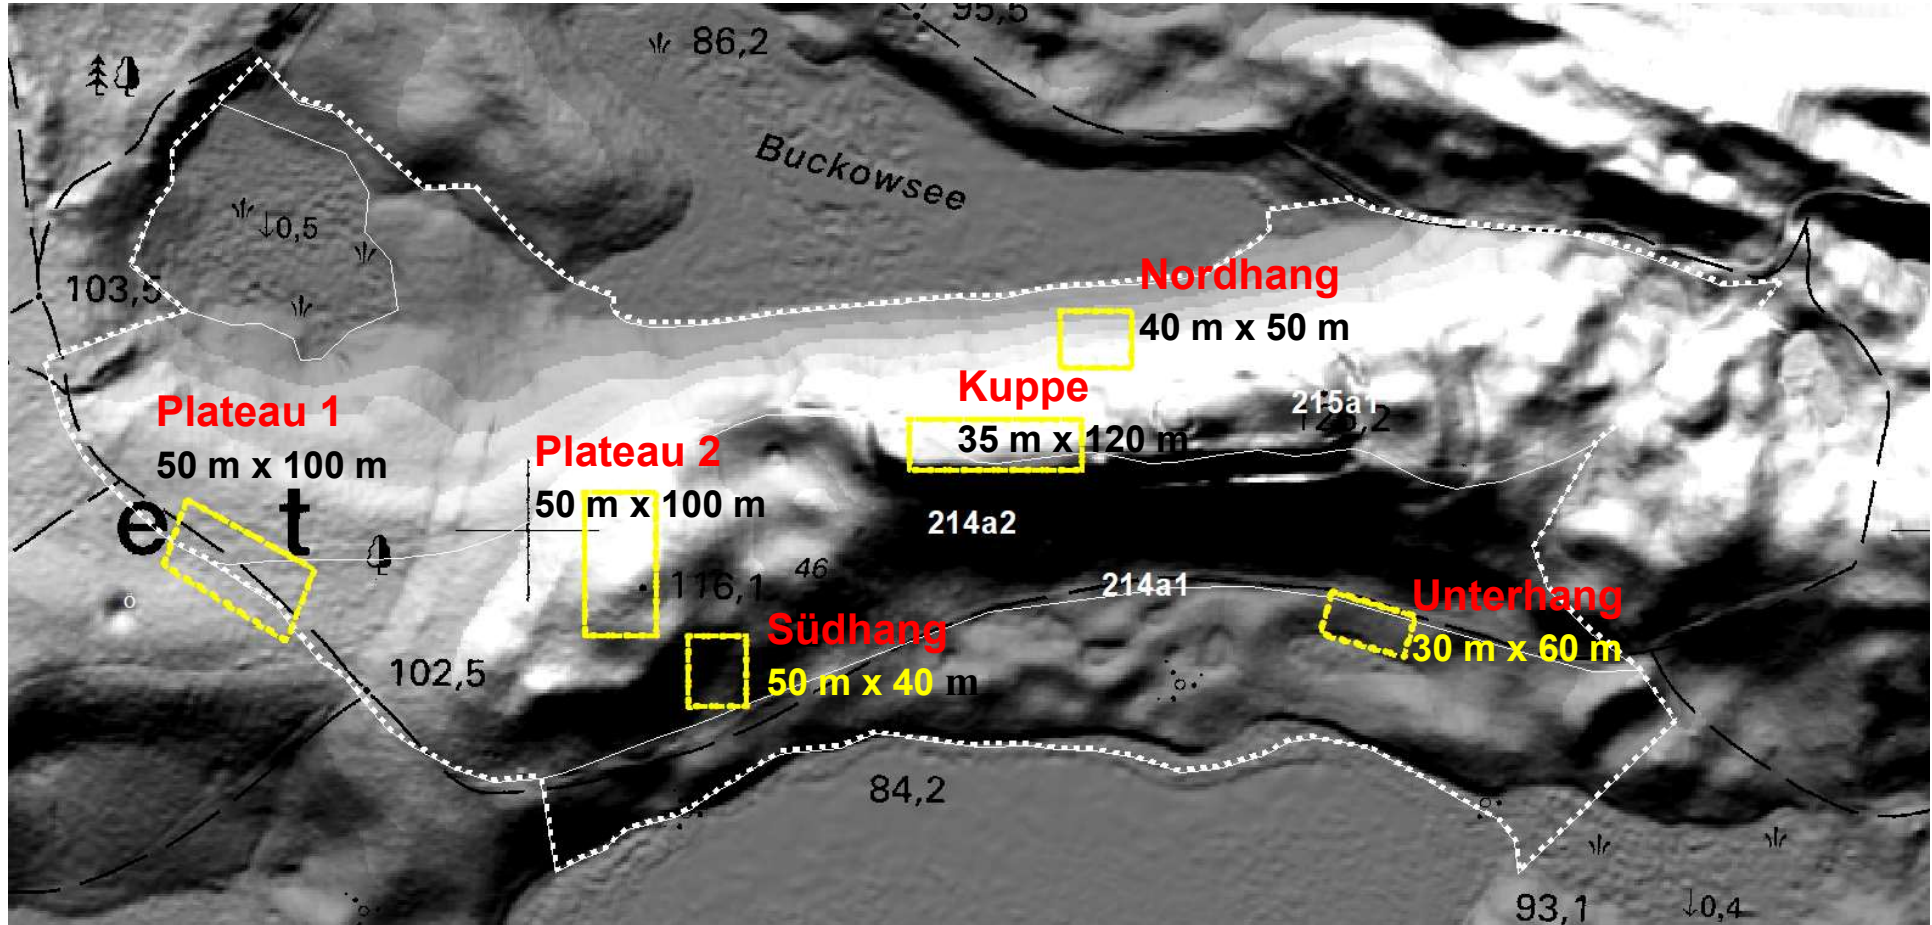 95,5
86,2
Buckowsee
↓0,5
103,5
Nordhang
40 m x 50 m
Kuppe
35 m x 120 m
215a1
Plateau 1
50 m x 100 m
Plateau 2
50 m x 100 m
e t
214a2
116,1
46
214a1
Südhang
50 m x 40 m
Unterhang
30 m x 60 m
102,5
84,2
93,1
↓0,4